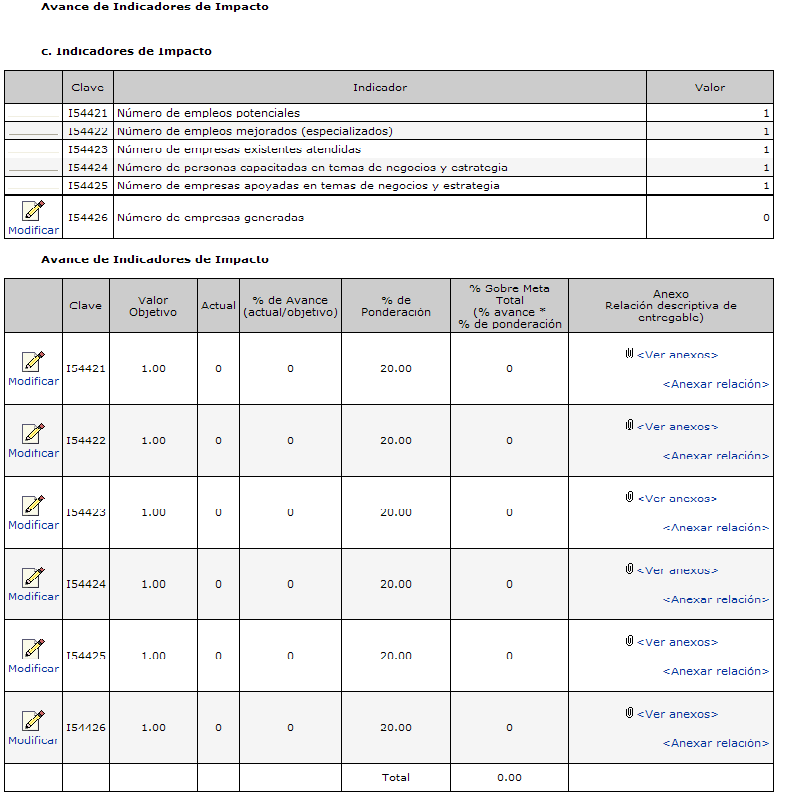 Avance de Indicadores de Impacto
c. Indicadores de Impacto
Clave Indicador Valor
I54421 Número de empleos potenciales 1
I54422 Número de empleos mejorados (especializados) 1
I54423 Número de empresas existentes atendidas 1
I54424 Número de personas capacitadas en temas de negocios y estrategia 1
I54425 Número de empresas apoyadas en temas de negocios y estrategia 1
Modificar I54426 Número de empresas generadas 0
Avance de Indicadores de Impacto
Clave Valor Objetivo Actual % de Avance (actual/objetivo) % de Ponderación % Sobre Meta Total (% avance * % de ponderación Anexo Relación descriptiva de entregable)
Modificar I54421 1.00 0 0 20.00 0 <Ver anexos>
<Anexar relación>
Modificar I54422 1.00 0 0 20.00 0 <Ver anexos>
<Anexar relación>
Modificar I54423 1.00 0 0 20.00 0 <Ver anexos>
<Anexar relación>
Modificar I54424 1.00 0 0 20.00 0 <Ver anexos>
<Anexar relación>
Modificar I54425 1.00 0 0 20.00 0 <Ver anexos>
<Anexar relación>
Modificar I54426 1.00 0 0 20.00 0 <Ver anexos>
<Anexar relación>
Total 0.00